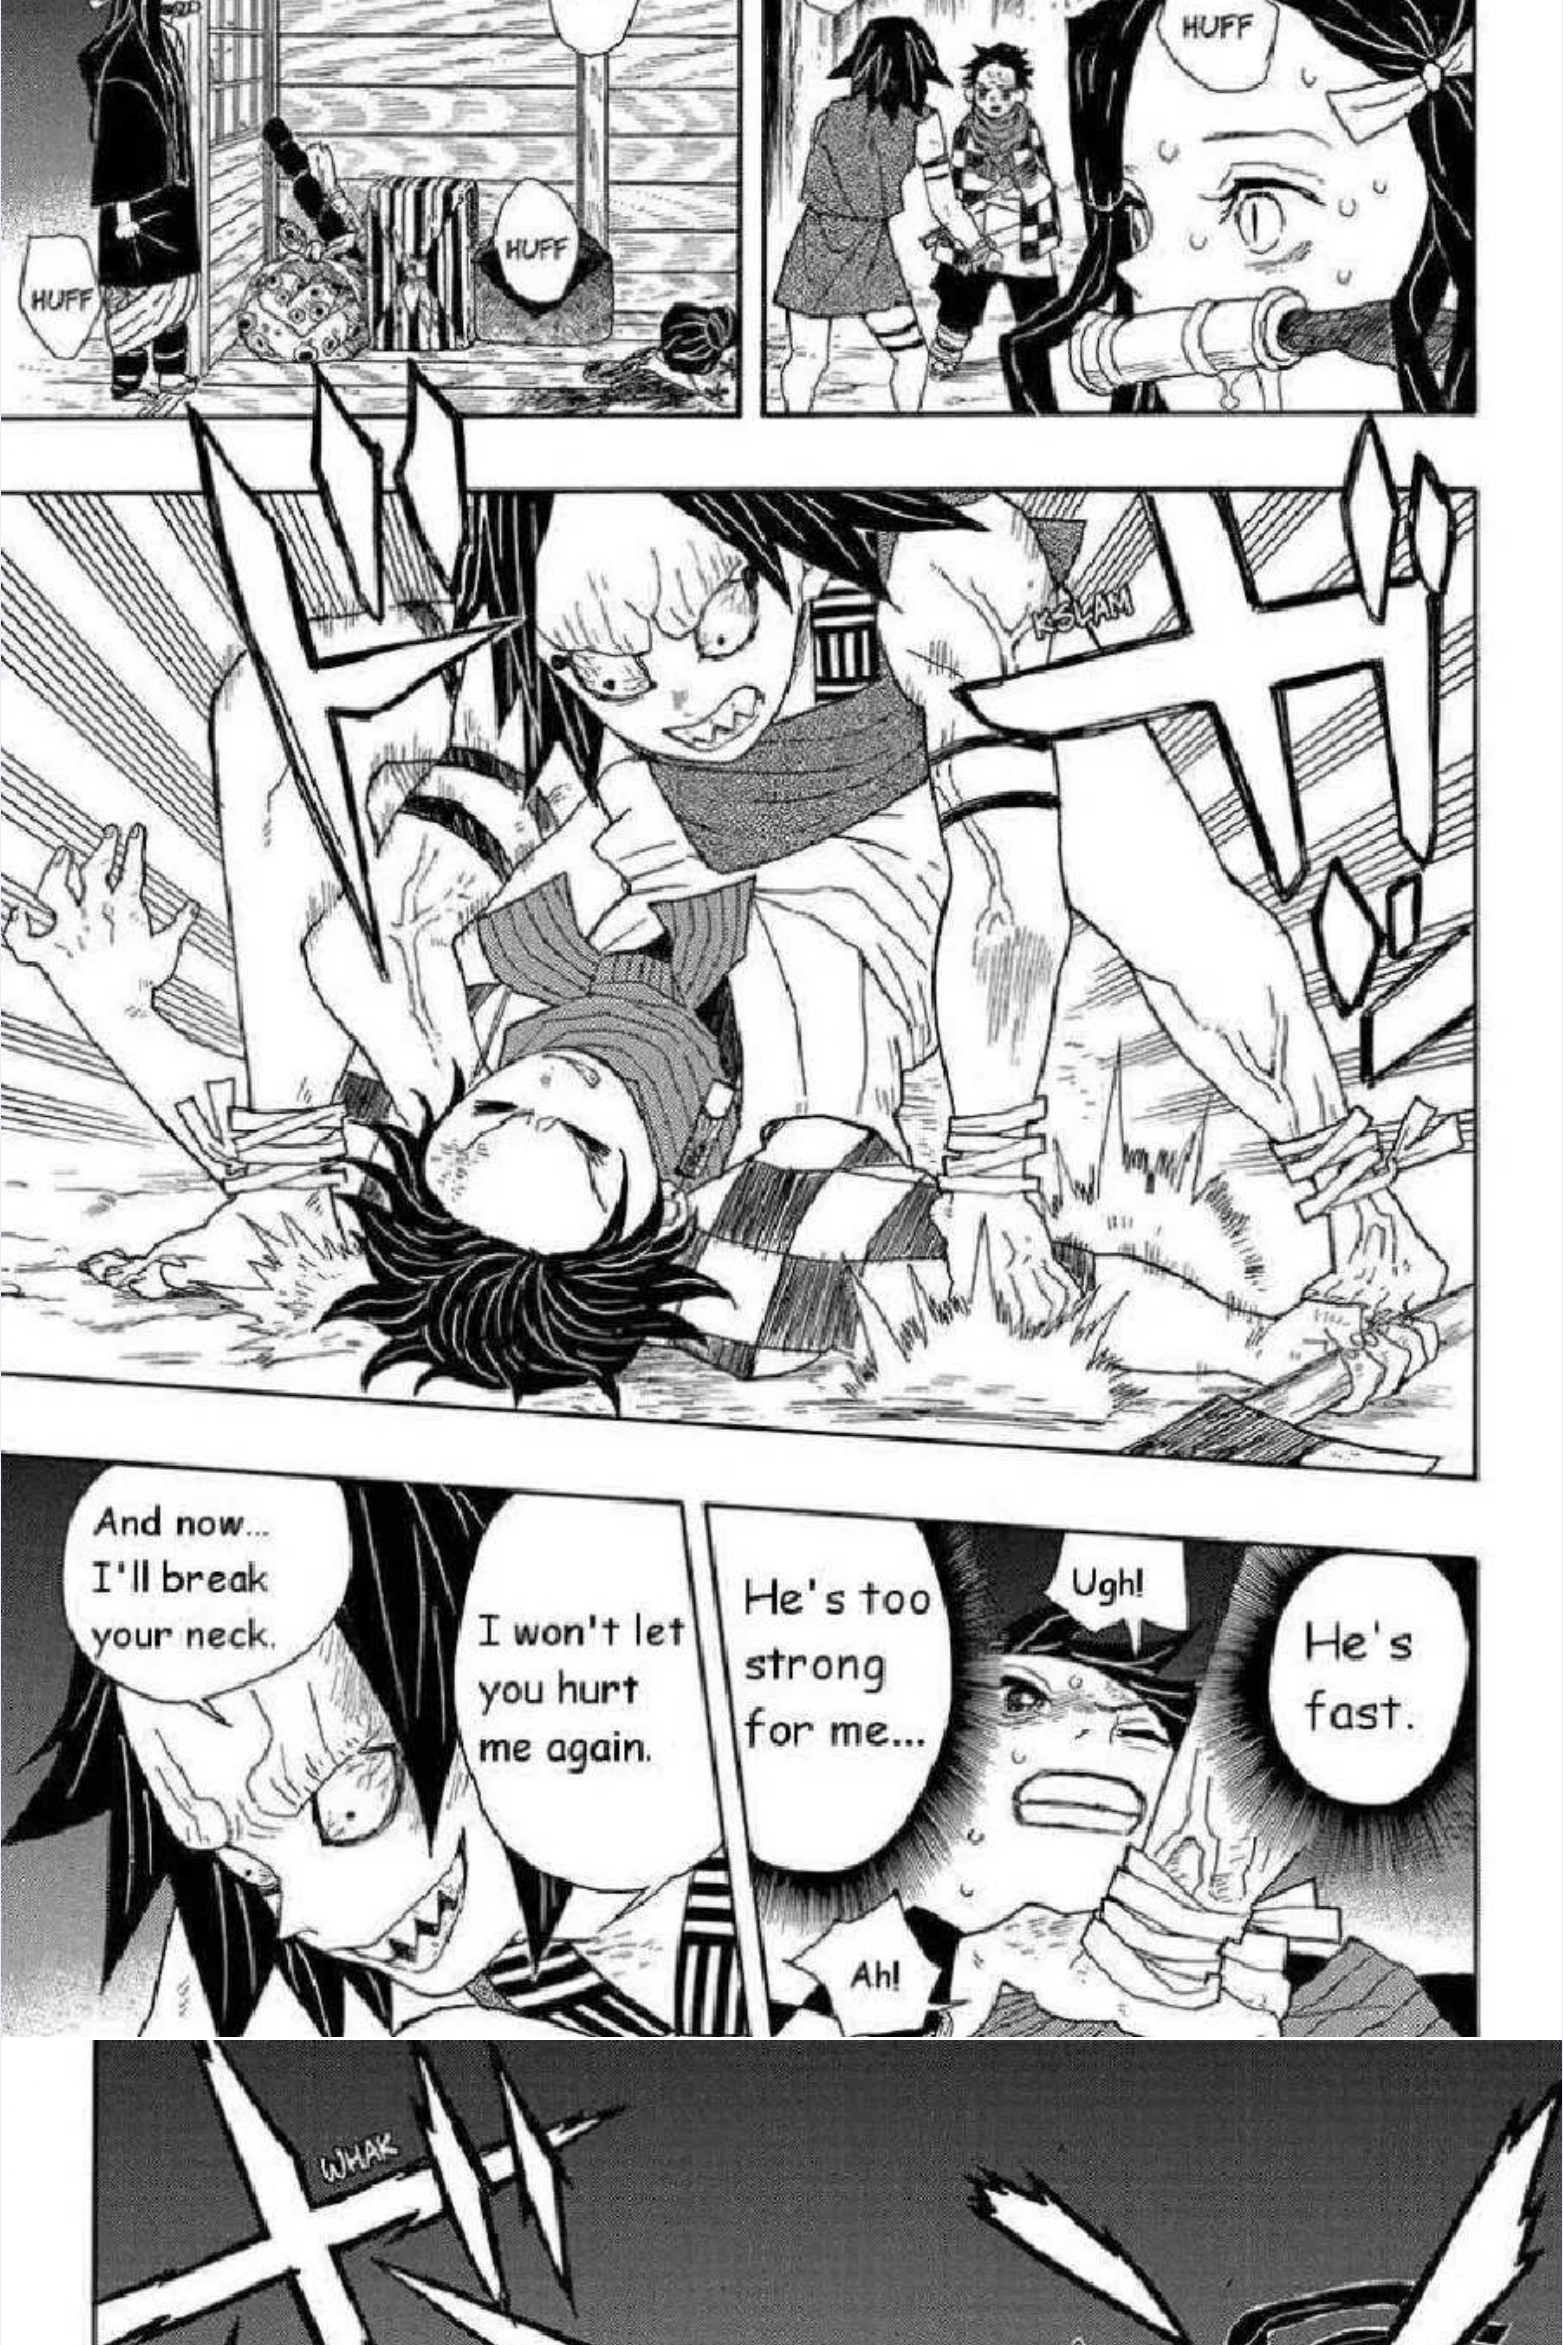 HUFF
HUFF
HUFF
KSLAM
He's
fast.
Ugh!
He's too
strong
for me...
Ah!
I won't let
you hurt
me again.
And now...
I'll break
your neck.
WHAK